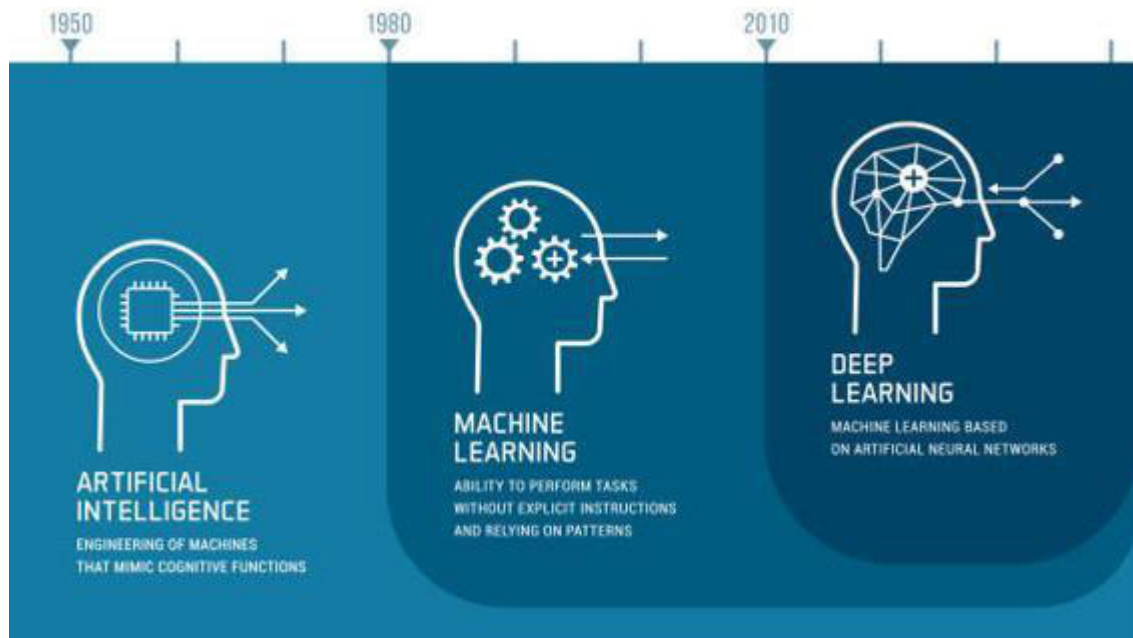 1950
1980
2010
ARTIFICIAL
INTELLIGENCE
ENGINEERING OF MACHINES
THAT MIMIC COGNITIVE FUNCTIONS
MACHINE
LEARNING
ABILITY TO PERFORM TASKS
WITHOUT EXPLICIT INSTRUCTIONS
AND RELYING ON PATTERNS
DEEP
LEARNING
MACHINE LEARNING BASED
ON ARTIFICIAL NEURAL NETWORKS